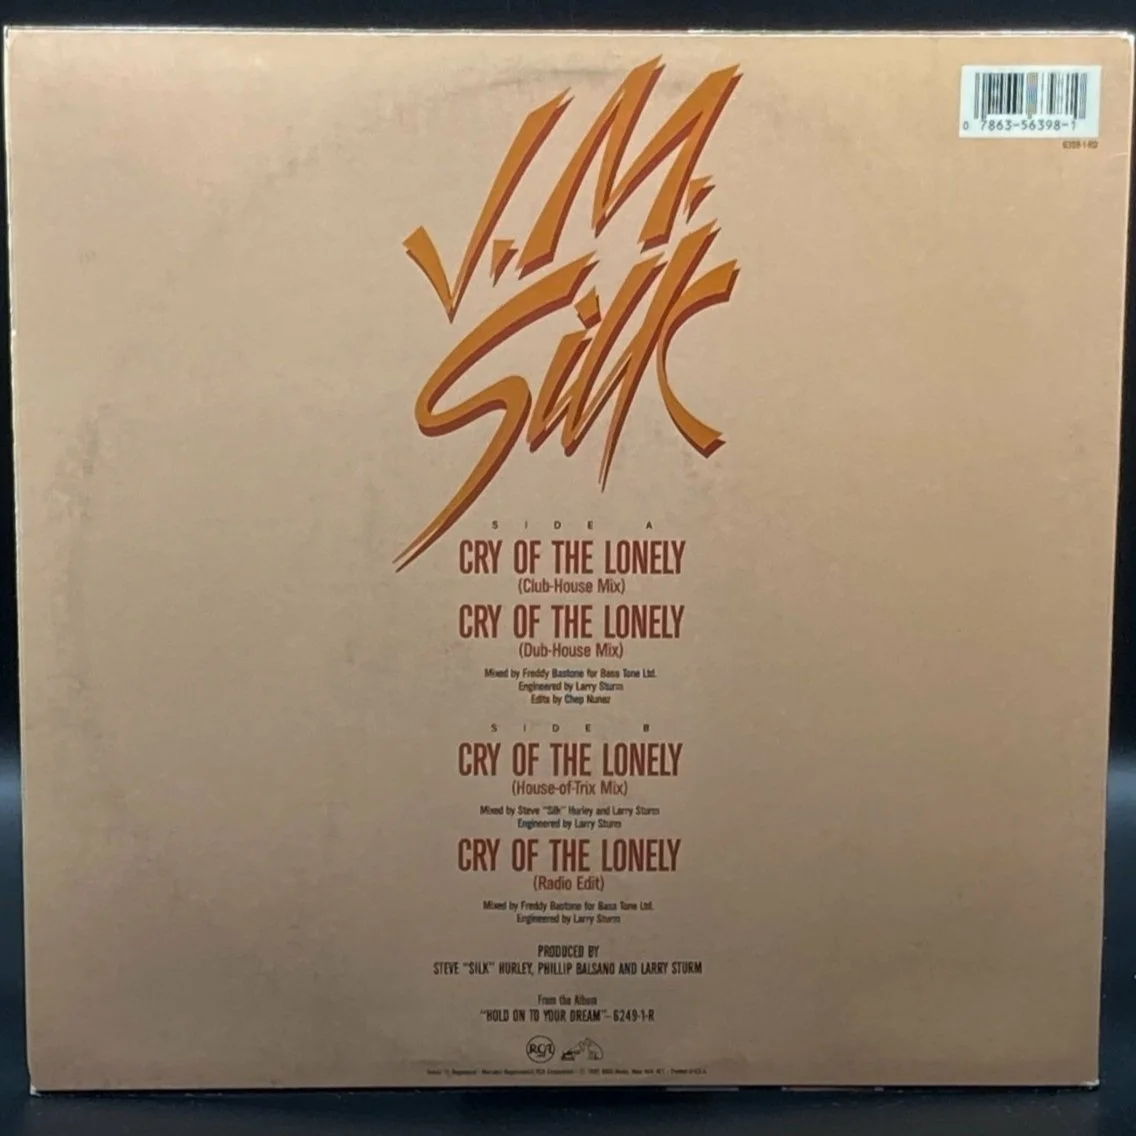 0 7863-56398-1
6398-1-RD
J.M.
Silk
SIDE A
CRY OF THE LONELY
(Club-House Mix)
CRY OF THE LONELY
(Dub-House Mix)
Mixed by Freddy Bastone for Bass Tone Ltd.
Engineered by Larry Sturm
Edits by Chep Nunez
SIDE B
CRY OF THE LONELY
(House-of-Trix Mix)
Mixed by Steve "Silk" Hurley and Larry Sturm
Engineered by Larry Sturm
CRY OF THE LONELY
(Radio Edit)
Mixed by Freddy Bastone for Bass Tone Ltd.
Engineered by Larry Sturm
PRODUCED BY
STEVE "SILK" HURLEY, PHILLIP BALSANO AND LARRY STURM
From the Album
"HOLD ON TO YOUR DREAM"-6249-1-R
RCA